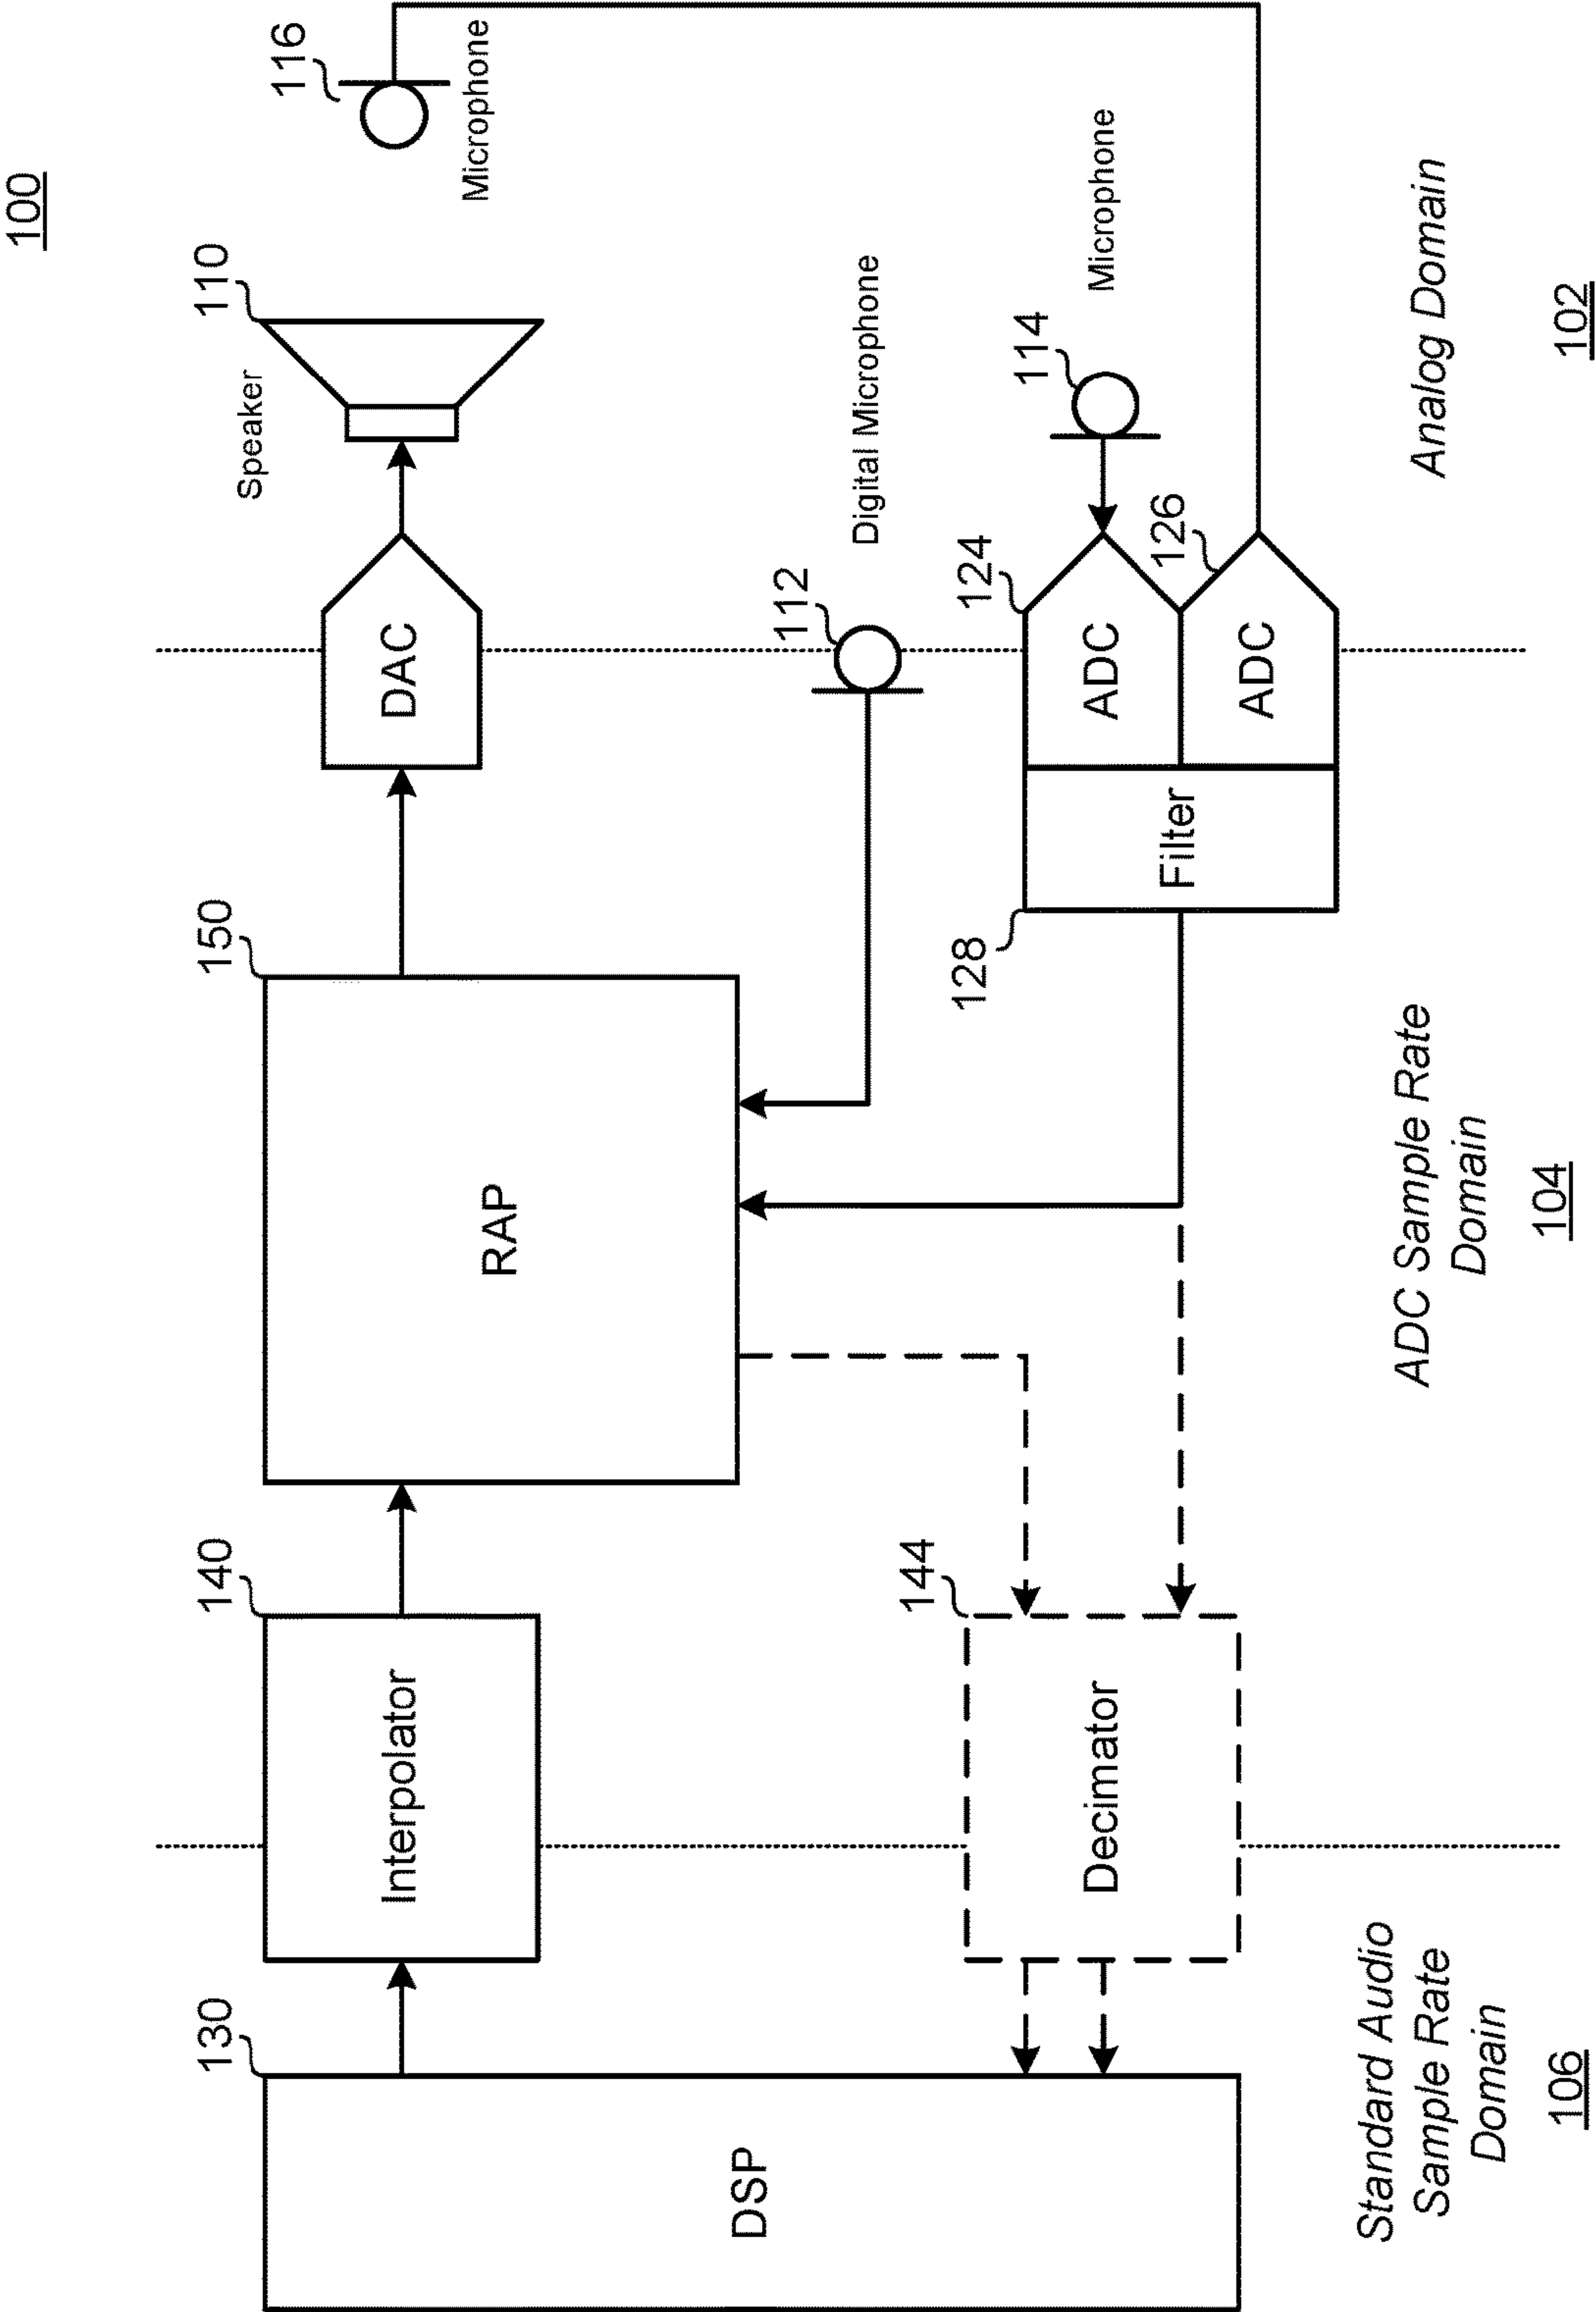 100
130
DSP
140
Interpolator
150
RAP
DAC
Speaker
110
116
Microphone
112
Digital Microphone
144
Decimator
128
Filter
124
ADC
114
Microphone
126
ADC
Standard Audio
Sample Rate
Domain
106
ADC Sample Rate
Domain
104
Analog Domain
102